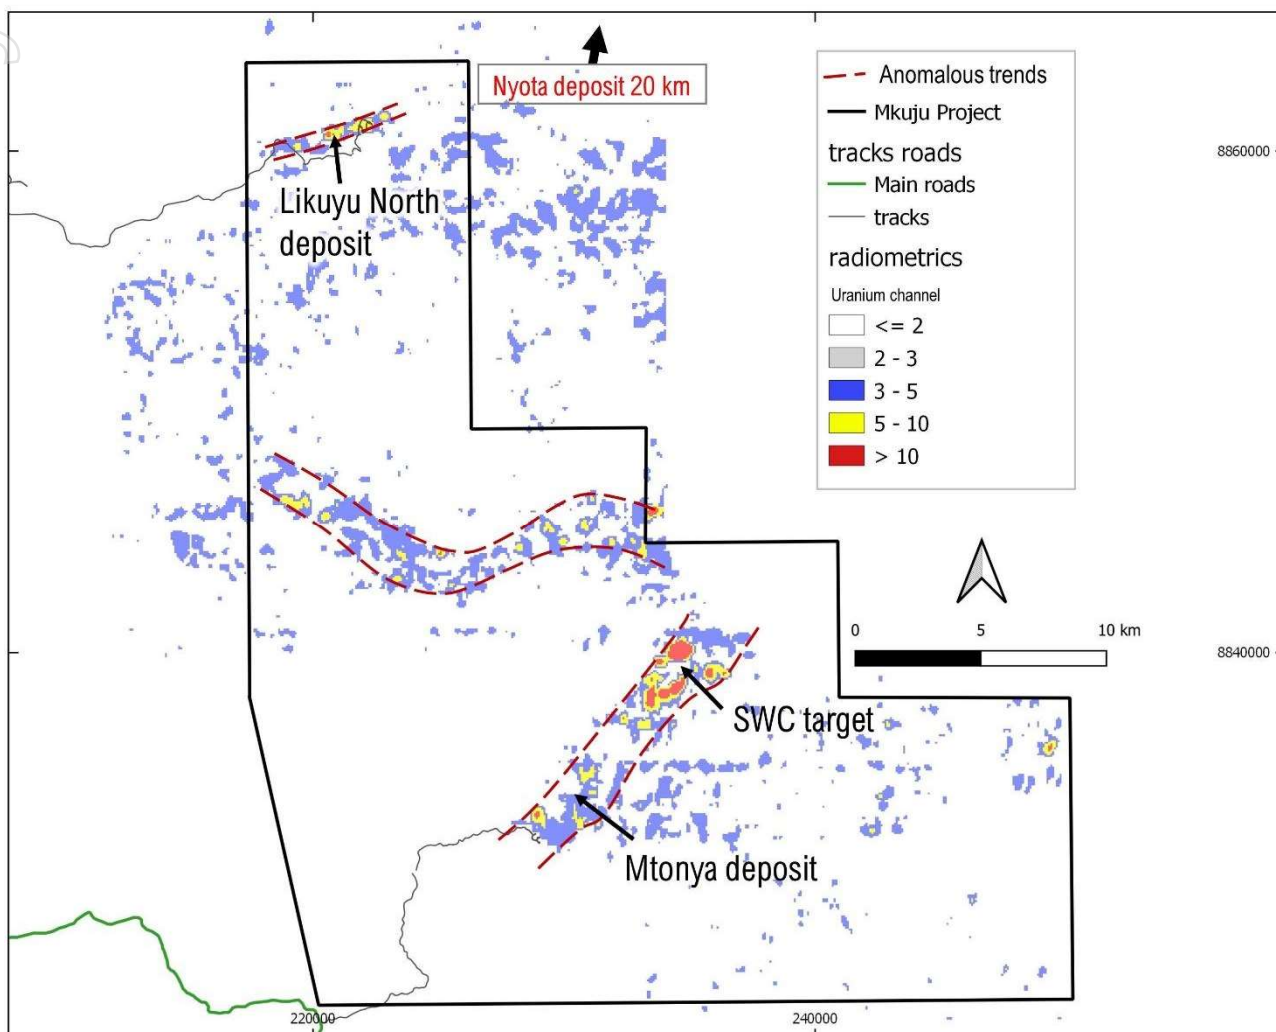 Nyota deposit 20 km
Anomalous trends
Mkuju Project
tracks roads
Main roads
tracks
radiometrics
Uranium channel
<= 2
2 - 3
3 - 5
5 - 10
> 10
8860000
Likuyu North
deposit
0 5 10 km
8840000
SWC target
Mtonya deposit
220000
240000